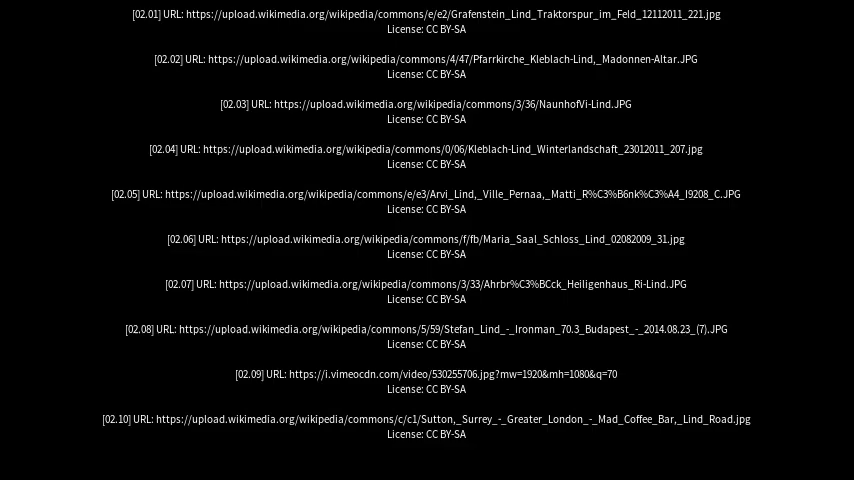 [02.01] URL: https://upload.wikimedia.org/wikipedia/commons/e/e2/Grafenstein_Lind_Traktorspur_im_Feld_12112011_221.jpg
License: CC BY-SA
[02.02] URL: https://upload.wikimedia.org/wikipedia/commons/4/47/Pfarrkirche_Kleblach-Lind,_Madonnen-Altar.JPG
License: CC BY-SA
[02.03] URL: https://upload.wikimedia.org/wikipedia/commons/3/36/NaunhofVi-Lind.JPG
License: CC BY-SA
[02.04] URL: https://upload.wikimedia.org/wikipedia/commons/0/06/Kleblach-Lind_Winterlandschaft_23012011_207.jpg
License: CC BY-SA
[02.05] URL: https://upload.wikimedia.org/wikipedia/commons/e/e3/Arvi_Lind,_Ville_Pernaa,_Matti_R%C3%B6nk%C3%A4_I9208_C.JPG
License: CC BY-SA
[02.06] URL: https://upload.wikimedia.org/wikipedia/commons/f/fb/Maria_Saal_Schloss_Lind_02082009_31.jpg
License: CC BY-SA
[02.07] URL: https://upload.wikimedia.org/wikipedia/commons/3/33/Ahrbr%C3%BCck_Heiligenhaus_Ri-Lind.JPG
License: CC BY-SA
[02.08] URL: https://upload.wikimedia.org/wikipedia/commons/5/59/Stefan_Lind_-_Ironman_70.3_Budapest_-_2014.08.23_(7).JPG
License: CC BY-SA
[02.09] URL: https://i.vimeocdn.com/video/530255706.jpg?mw=1920&mh=1080&q=70
License: CC BY-SA
[02.10] URL: https://upload.wikimedia.org/wikipedia/commons/c/c1/Sutton,_Surrey_-_Greater_London_-_Mad_Coffee_Bar,_Lind_Road.jpg
License: CC BY-SA